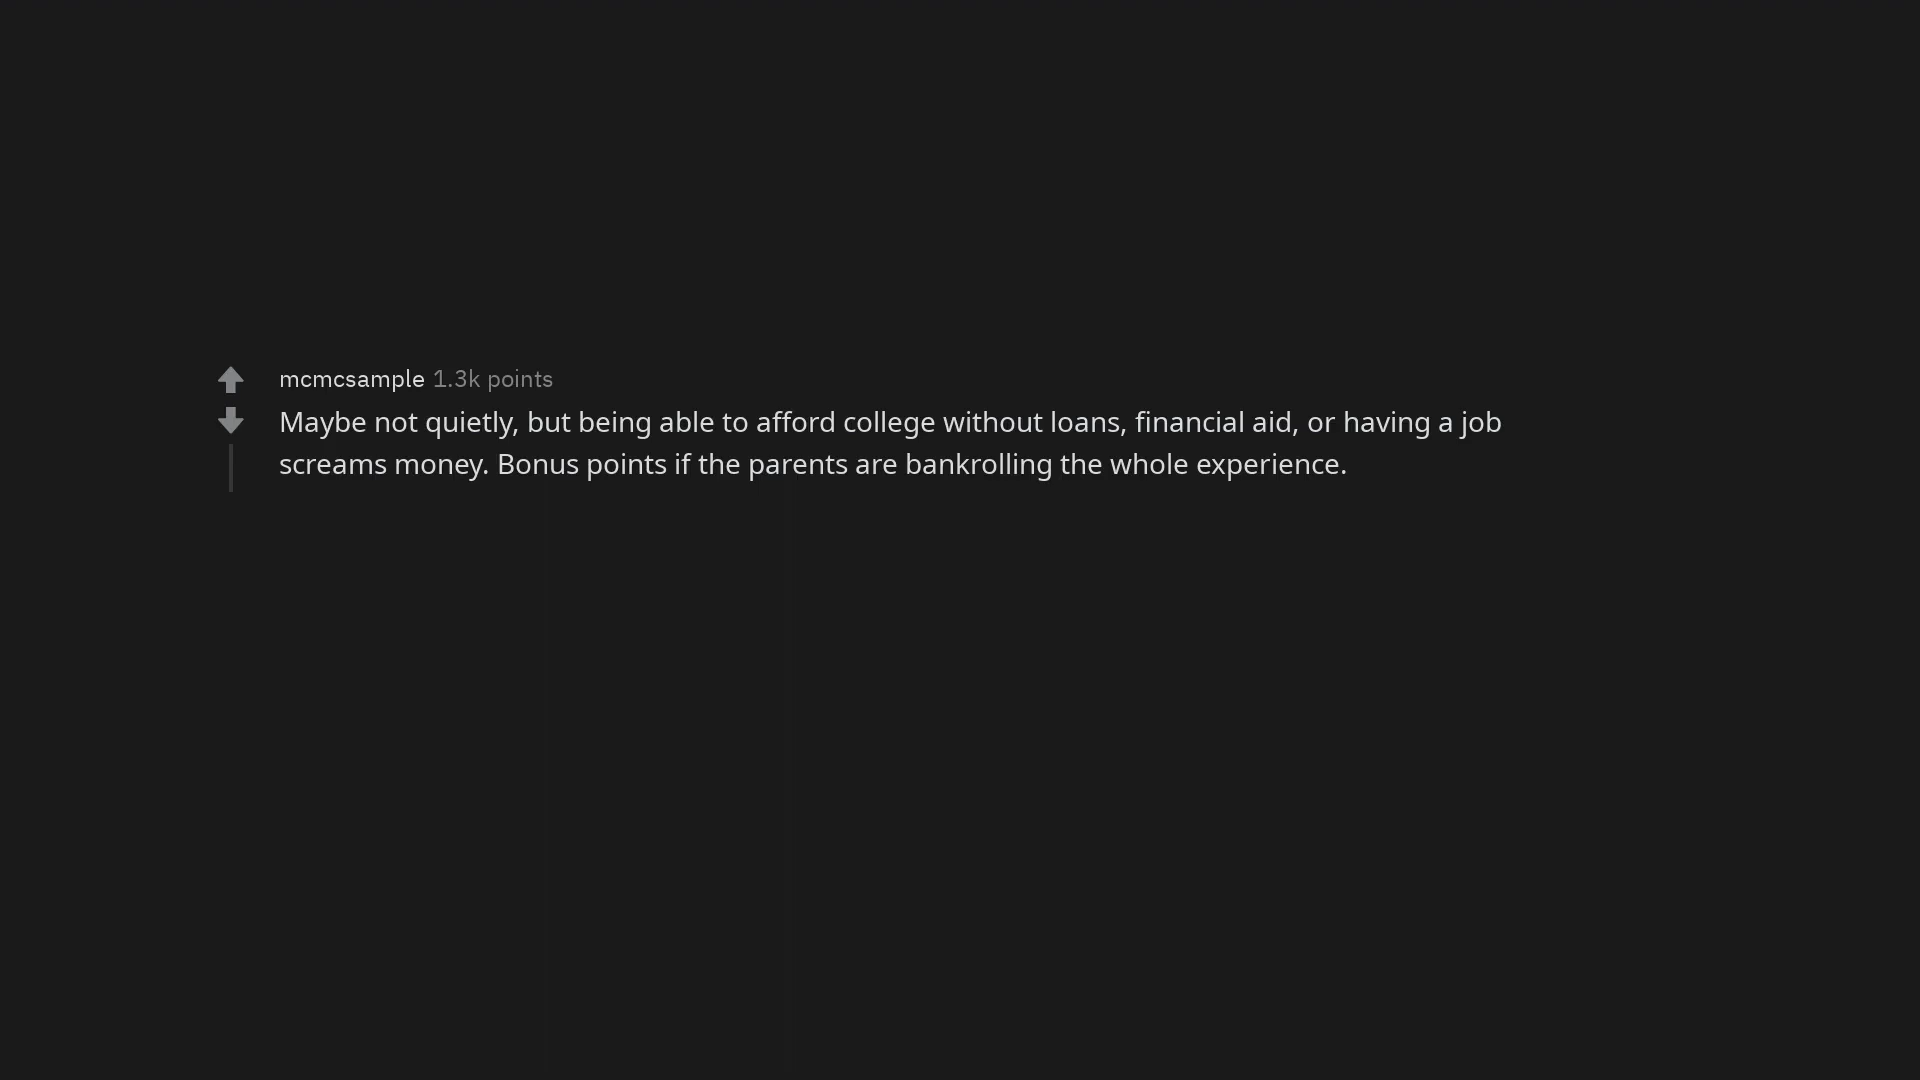 mcmcsample 1.3k points
Maybe not quietly, but being able to afford college without loans, financial aid, or having a job
screams money. Bonus points if the parents are bankrolling the whole experience.